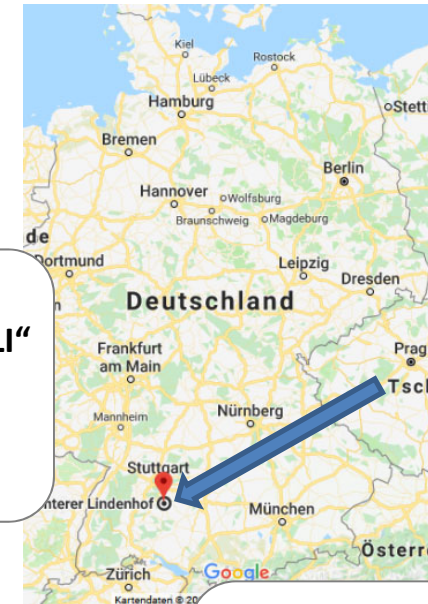 Kiel
Rostock
Lübeck
Hamburg
Stett
Bremen
Berlin
Hannover
Wolfsburg
Braunschweig
Magdeburg
de
Dortmund
Leipzig
Dresden
n
Deutschland
I“
Frankfurt
am Main
Prag
Tsch
Mannheim
Nürnberg
Stuttgart
nterer Lindenhof
München
Österre
Zürich
Google
Kartendaten © 20